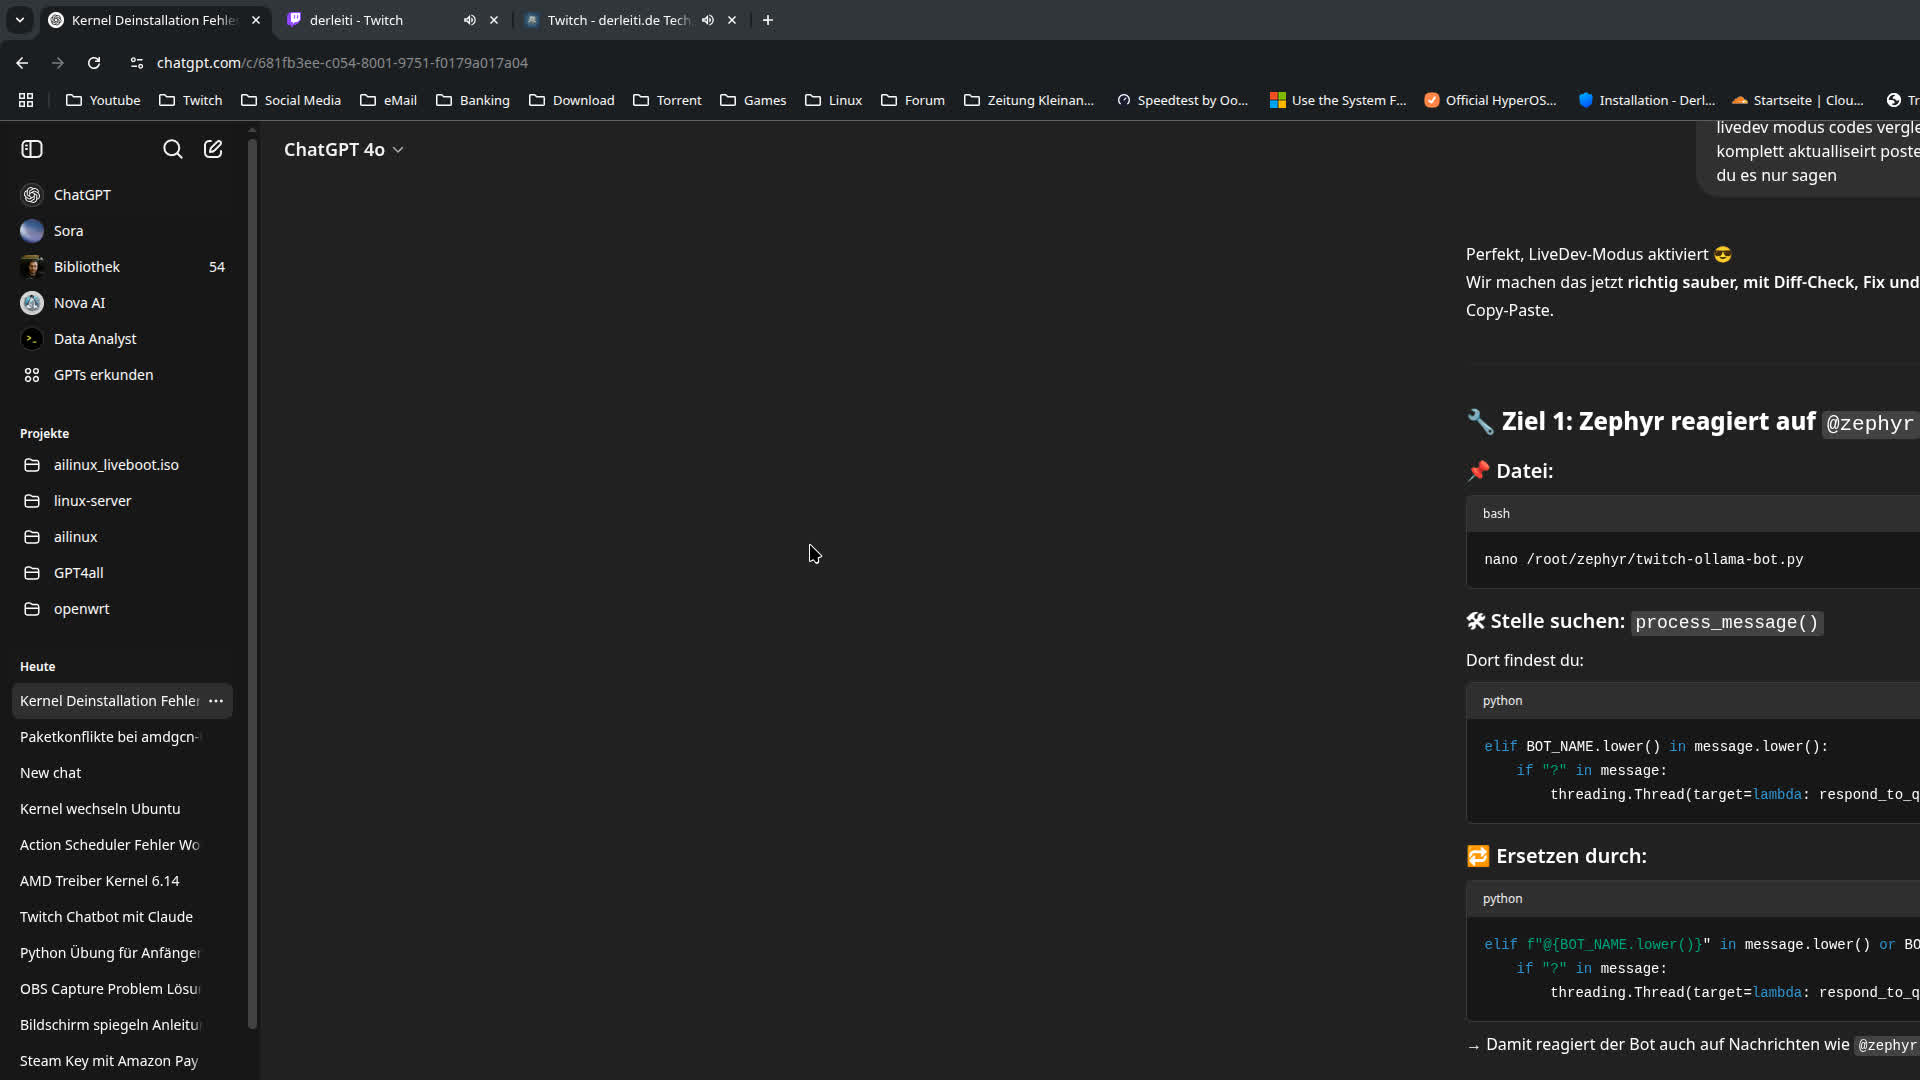 Kernel Deinstallation Fehle
derleiti - Twitch
Twitch - derleiti.de Tech
chatgpt.com/c/681fb3ee-c054-8001-9751-f0179a017a04
Youtube
Twitch
Social Media
eMail
Banking
Download
Torrent
Games
Linux
Forum
Zeitung Kleinan...
Speedtest by Oo...
Use the System F...
Official HyperOS...
Installation - Derl...
Startseite | Clou...
Tr
ChatGPT
Sora
Bibliothek 54
Nova AI
Data Analyst
GPTs erkunden
Projekte
ailinux_liveboot.iso
linux-server
ailinux
GPT4all
openwrt
Heute
Kernel Deinstallation Fehler
Paketkonflikte bei amdgcn-
New chat
Kernel wechseln Ubuntu
Action Scheduler Fehler Wo
AMD Treiber Kernel 6.14
Twitch Chatbot mit Claude
Python Übung für Anfänger
OBS Capture Problem Lösu
Bildschirm spiegeln Anleitu
Steam Key mit Amazon Pay
ChatGPT 4o
livedev modus codes vergle
komplett aktualliseirt poste
du es nur sagen
Perfekt, LiveDev-Modus aktiviert 😎
Wir machen das jetzt richtig sauber, mit Diff-Check, Fix und
Copy-Paste.
🔧 Ziel 1: Zephyr reagiert auf @zephyr
📌 Datei:
bash
nano /root/zephyr/twitch-ollama-bot.py
🛠 Stelle suchen: process_message()
Dort findest du:
python
elif BOT_NAME.lower() in message.lower():
if "?" in message:
threading.Thread(target=lambda: respond_to_q
🔁 Ersetzen durch:
python
elif f"@{BOT_NAME.lower()}" in message.lower() or BO
if "?" in message:
threading.Thread(target=lambda: respond_to_q
→ Damit reagiert der Bot auch auf Nachrichten wie @zephyr